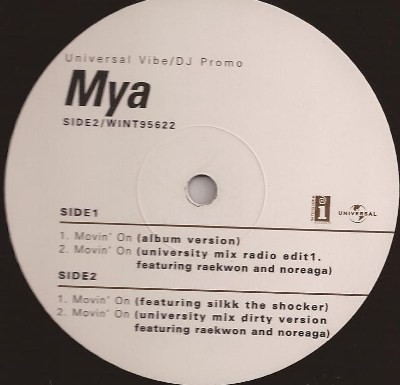 Universal Vibe/DJ Promo
Mya
SIDE2/WINT95622
UNIVERSAL
SIDE1
1. Movin' On (album version)
2. Movin' On (university mix radio edit1.
featuring raekwon and noreaga)
SIDE2
1. Movin' On (featuring silkk the shocker)
2. Movin' On (university mix dirty version
featuring raekwon and noreaga)